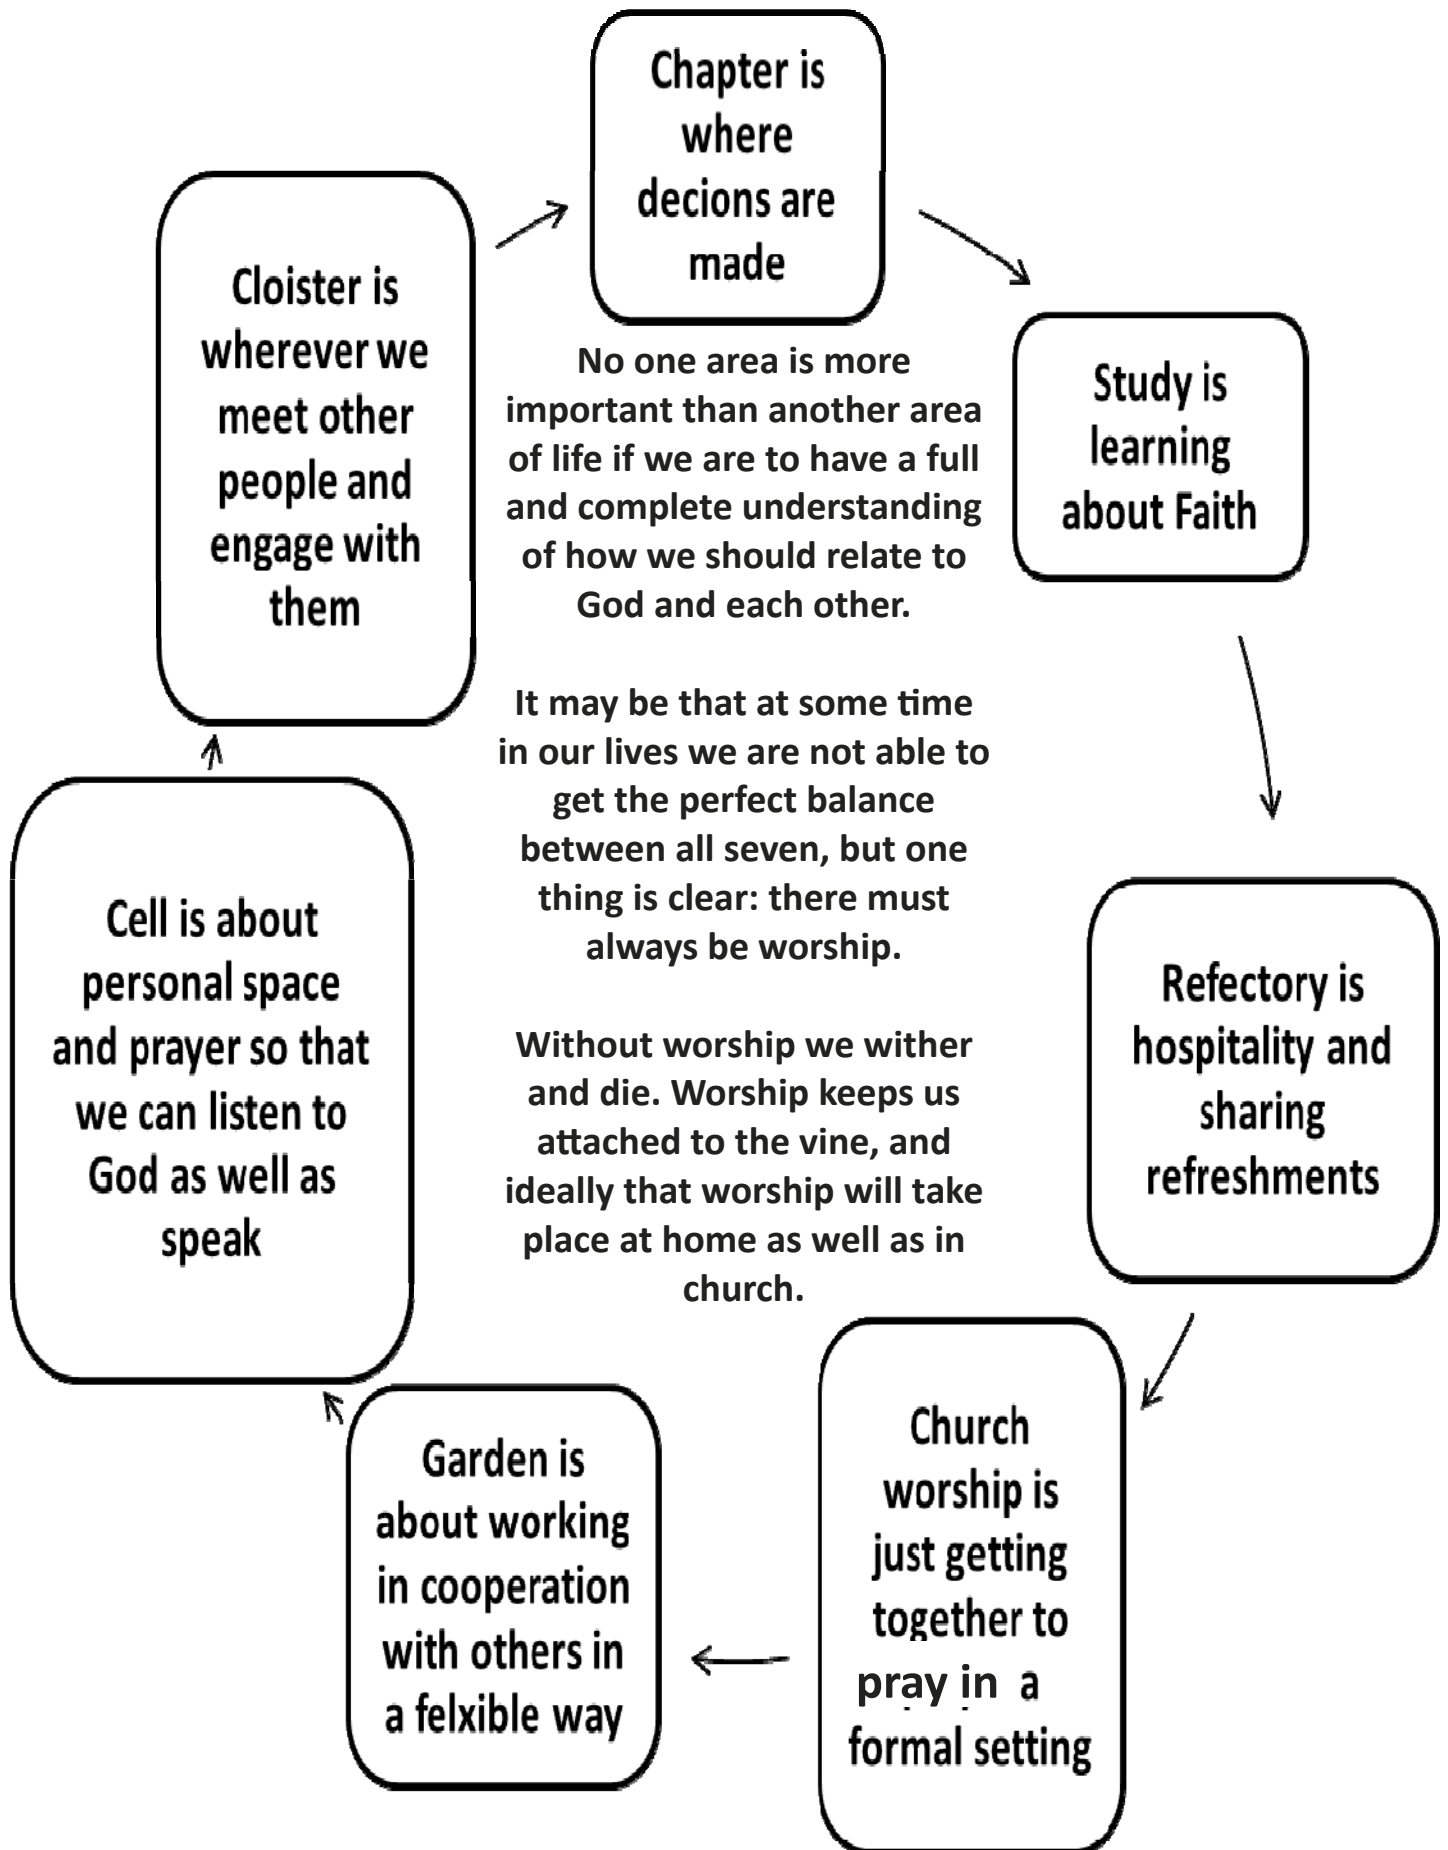 Chapter is
where
decions are
made
Study is
learning
about Faith
Refectory is
hospitality and
sharing
refreshments
Church
worship is
just getting
together to
pray in a
formal setting
Garden is
about working
in cooperation
with others in
a felxible way
Cell is about
personal space
and prayer so that
we can listen to
God as well as
speak
Cloister is
wherever we
meet other
people and
engage with
them
No one area is more
important than another area
of life if we are to have a full
and complete understanding
of how we should relate to
God and each other.
It may be that at some time
in our lives we are not able to
get the perfect balance
between all seven, but one
thing is clear: there must
always be worship.
Without worship we wither
and die. Worship keeps us
attached to the vine, and
ideally that worship will take
place at home as well as in
church.